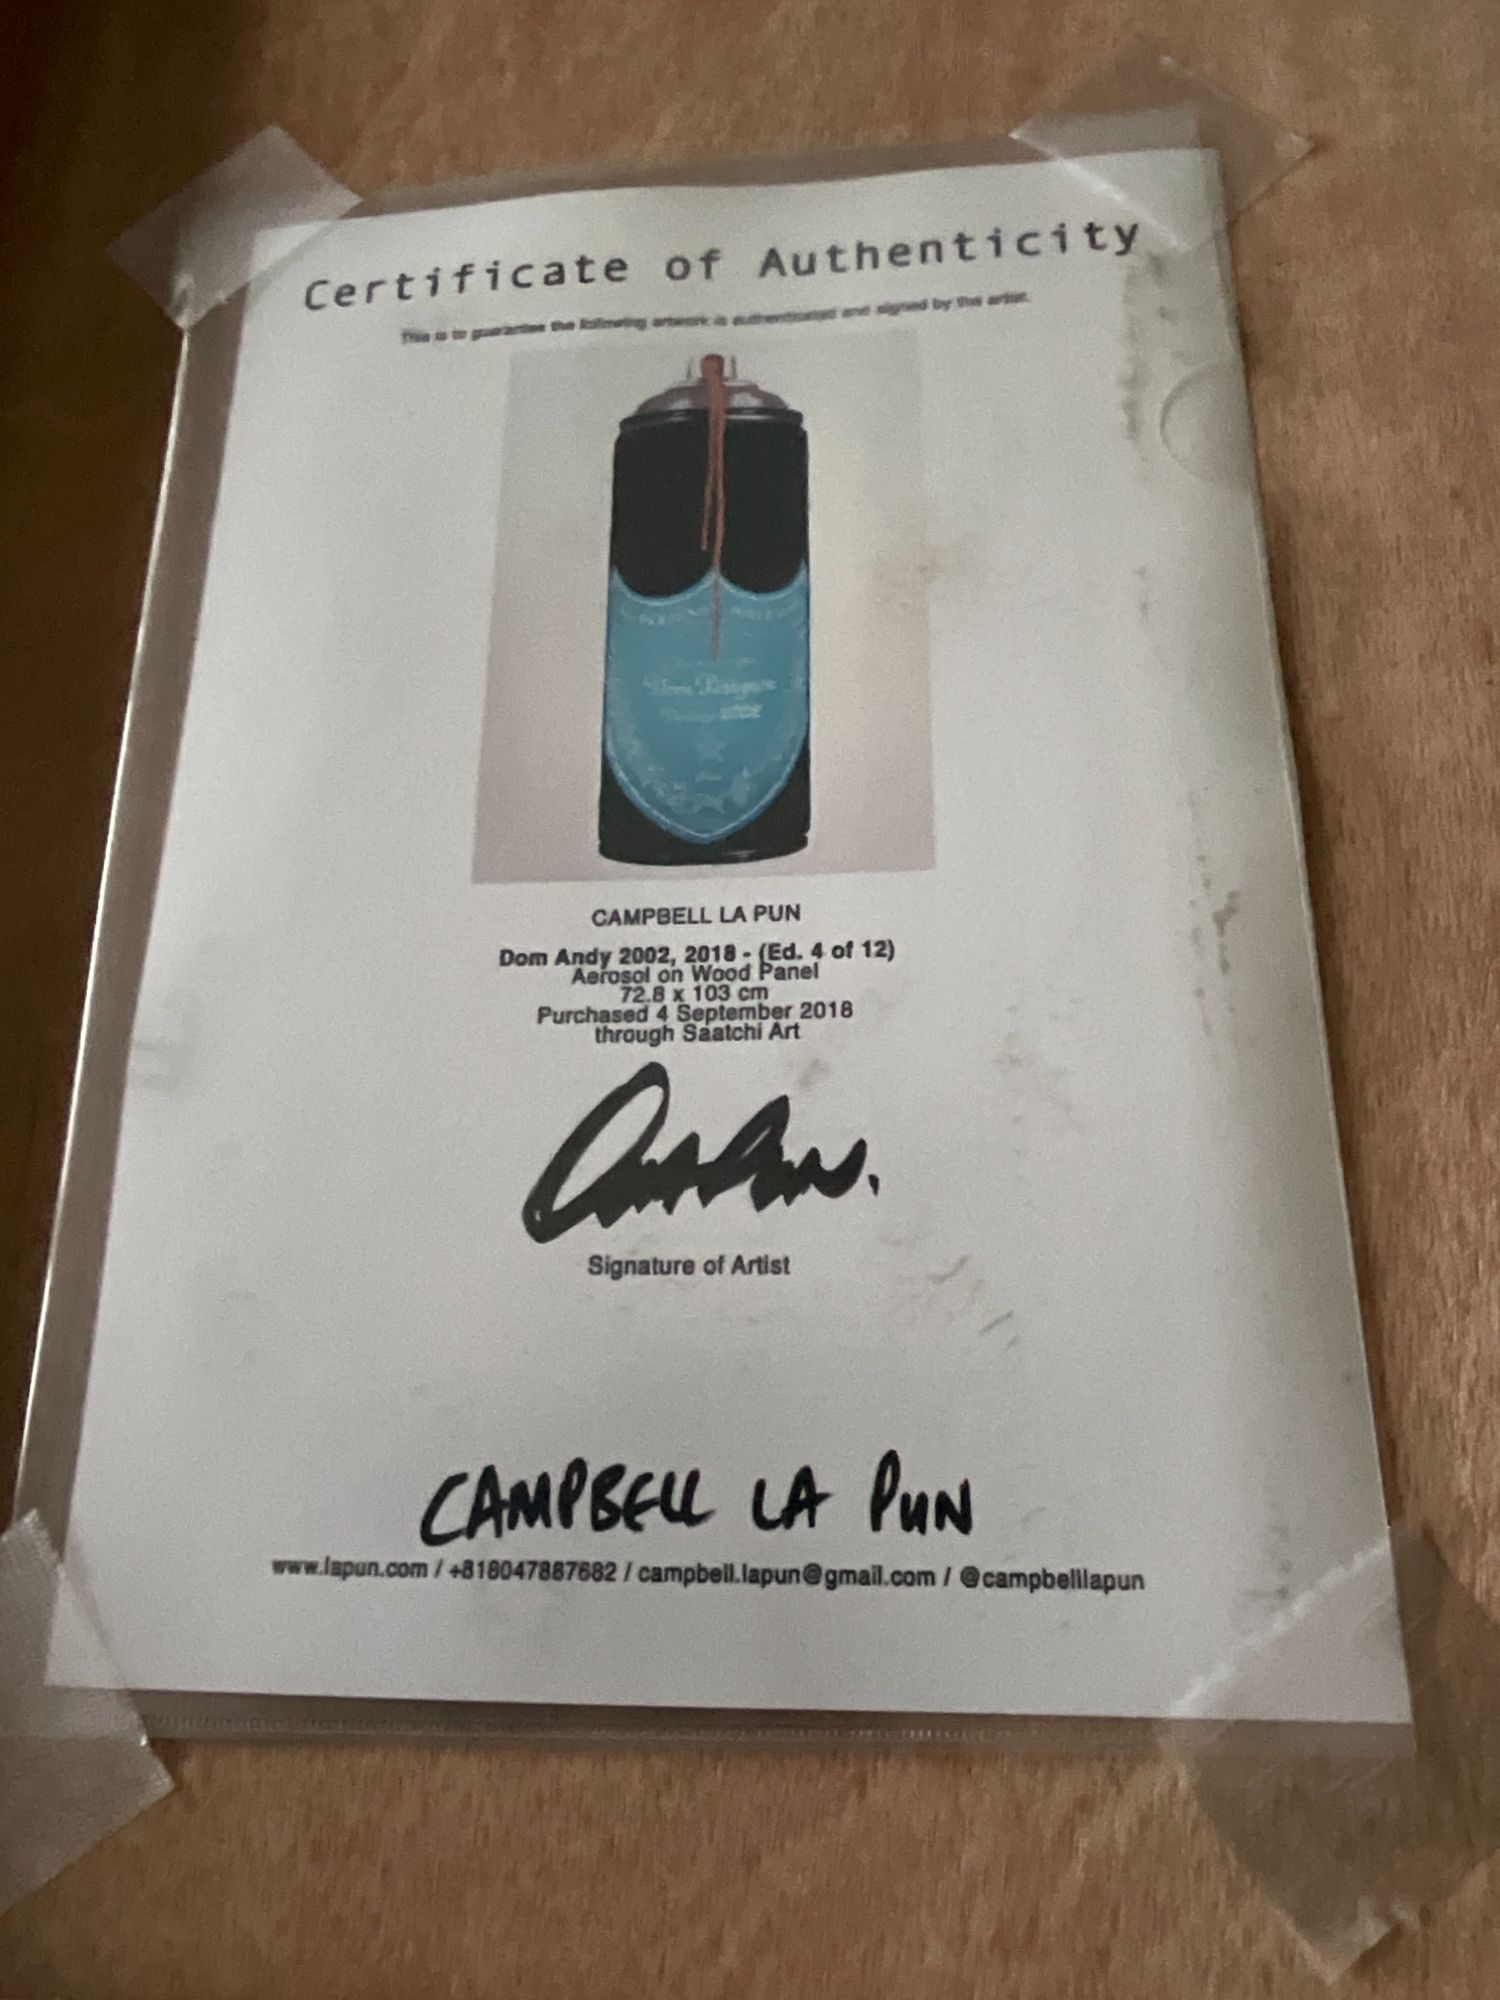 Certificate of Authenticity
This is to guarantee the following artwork is authenticated and signed by the artist.
Dom Perignon
CAMPBELL LA PUN
Dom Andy 2002, 2018 - (Ed. 4 of 12)
Aerosol on Wood Panel
72.8 x 103 cm
Purchased 4 September 2018
through Saatchi Art
Signature of Artist
CAMPBELL LA PUN
www.lapun.com / +818047887682 / campbell.lapun@gmail.com / @campbelllapun